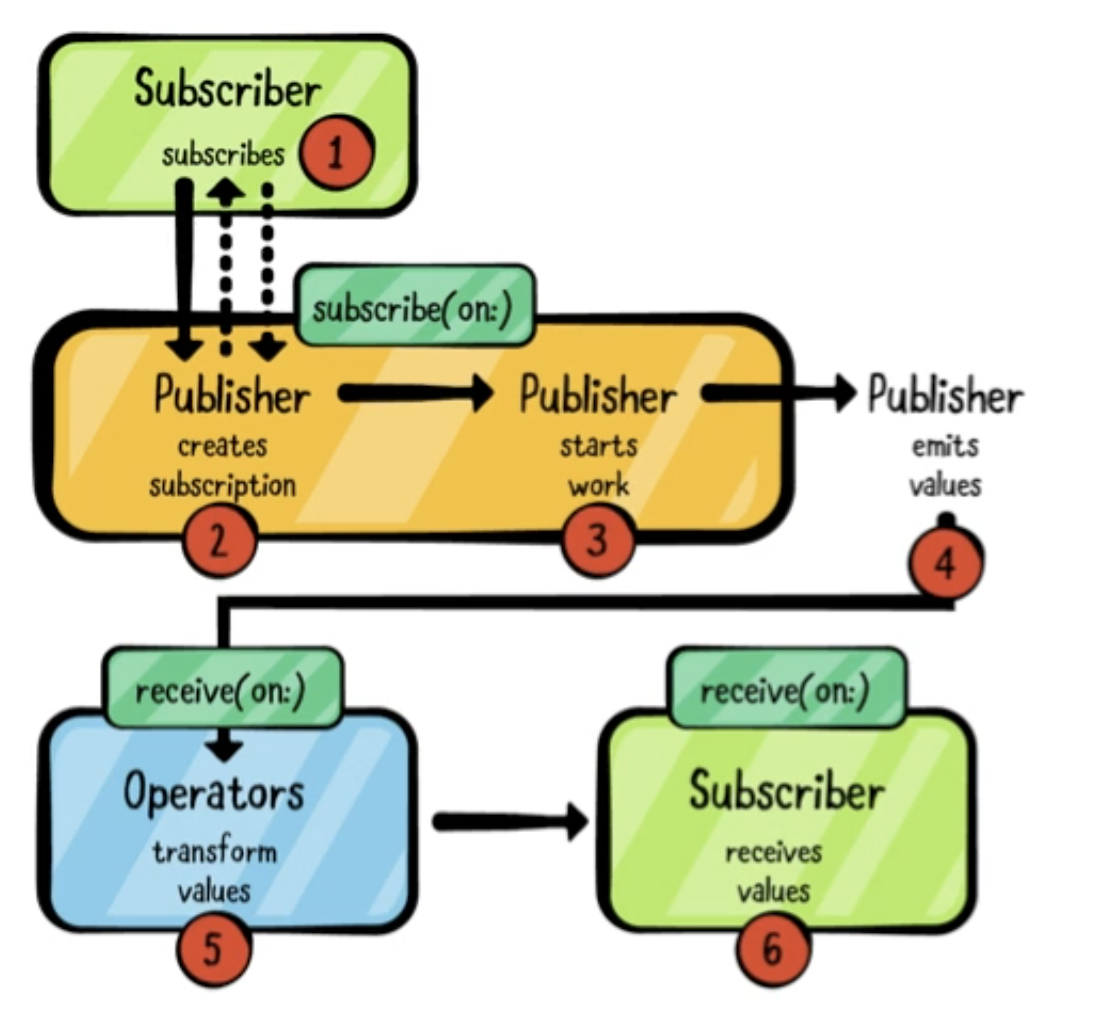 Subscriber
subscribes
1
subscribe(on:)
Publisher
creates
subscription
2
Publisher
starts
work
3
Publisher
emits
values
4
receive(on:)
Operators
transform
values
5
receive(on:)
Subscriber
receives
values
6